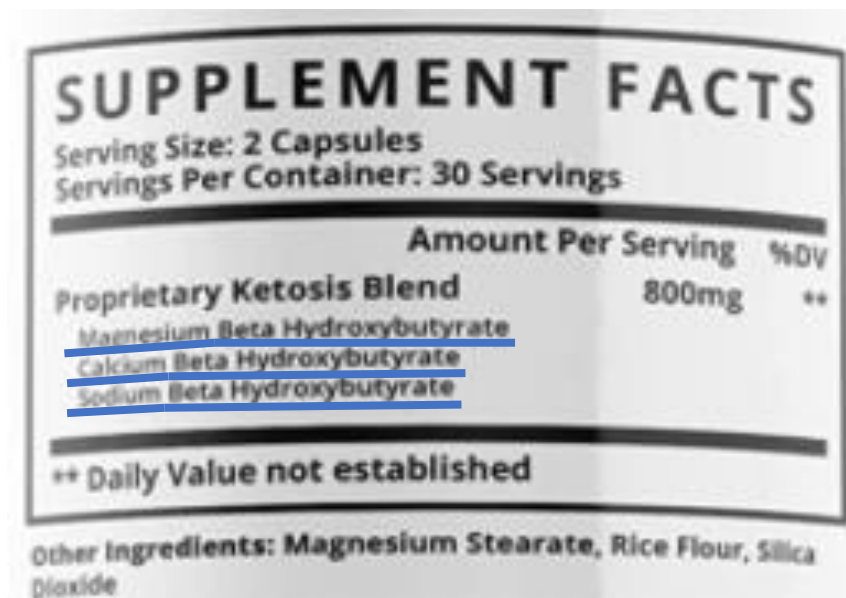 SUPPLEMENT FACTS
Serving Size: 2 Capsules
Servings Per Container: 30 Servings
Amount Per Serving %DV
Proprietary Ketosis Blend 800mg **
Magnesium Beta Hydroxybutyrate
Calcium Beta Hydroxybutyrate
Sodium Beta Hydroxybutyrate
** Daily Value not established
Other Ingredients: Magnesium Stearate, Rice Flour, Silica
Dioxide